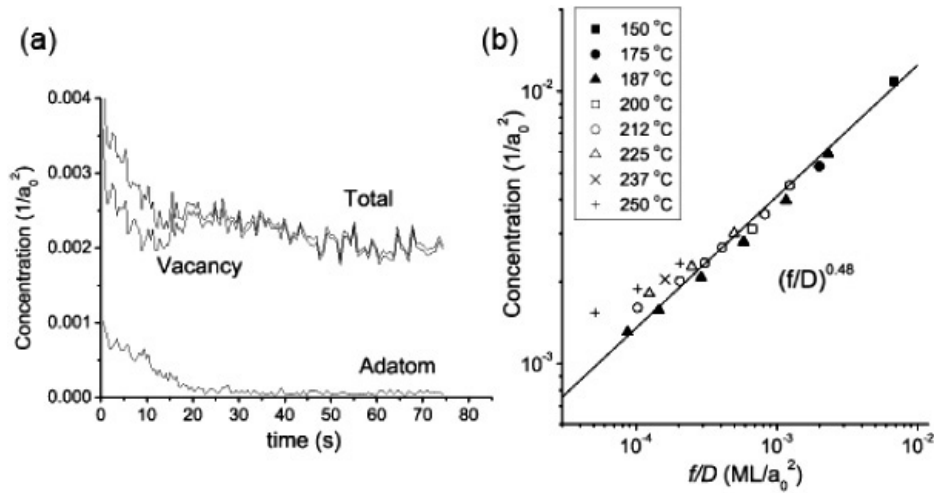 (a)
0.004
0.003
0.002
0.001
0.000
Concentration (1/a₀²)
Total
Vacancy
Adatom
0 10 20 30 40 50 60 70 80
time (s)
(b)
150 °C
175 °C
187 °C
200 °C
212 °C
225 °C
237 °C
250 °C
10⁻²
10⁻³
Concentration (1/a₀²)
(f/D)⁰·⁴⁸
10⁻⁴ 10⁻³ 10⁻²
f/D (ML/a₀²)